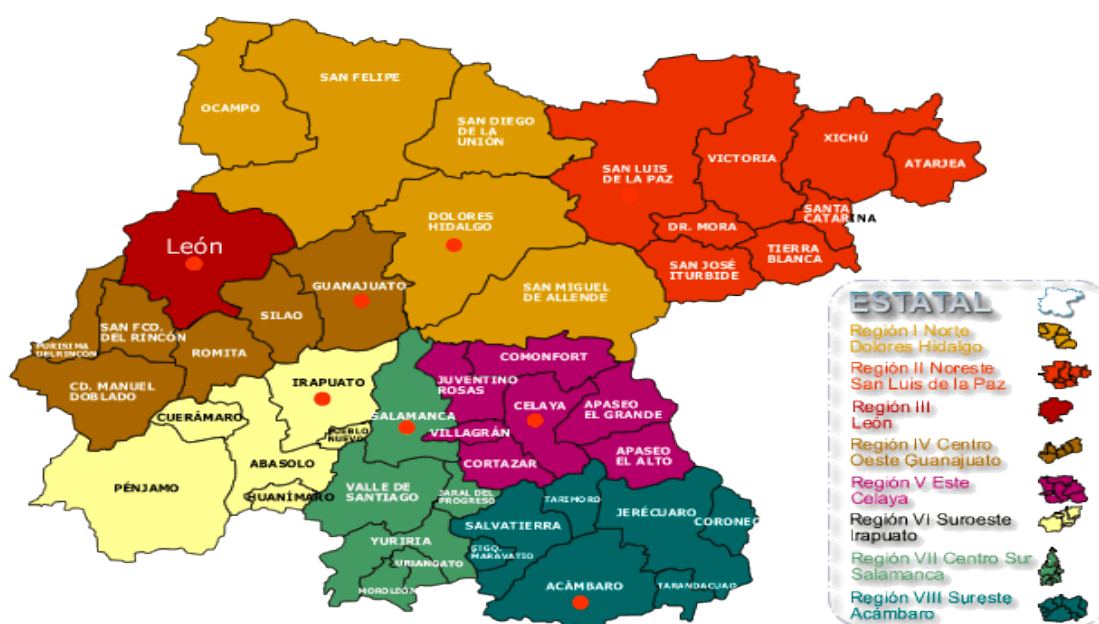 SAN FELIPE
OCAMPO
SAN DIEGO
DE LA
UNIÓN
XICHÚ
VICTORIA
ATARJEA
SAN LUIS
DE LA PAZ
SANTA
CATARINA
DOLORES
HIDALGO
DR. MORA
TIERRA
BLANCA
León
SAN JOSÉ
ITURBIDE
GUANAJUATO
SAN MIGUEL
DE ALLENDE
SILAO
SAN FCO.
DEL RINCÓN
PURISIMA
DEL RINCÓN
ROMITA
COMONFORT
CD. MANUEL
DOBLADO
IRAPUATO
JUVENTINO
ROSAS
CELAYA
APASEO
EL GRANDE
CUERÁMARO
SALAMANCA
PUEBLO
NUEVO
VILLAGRÁN
APASEO
EL ALTO
ABASOLO
CORTAZAR
PÉNJAMO
HUANÍMARO
VALLE DE
SANTIAGO
JARAL DEL
PROGRESO
TARIMORO
JERÉCUARO
CORONEO
SALVATIERRA
YURIRIA
STGO.
MARAVATIO
URIANGATO
MOROLEÓN
ACÁMBARO
TARANDACUAO
ESTATAL
Región I Norte
Dolores Hidalgo
Región II Noreste
San Luis de la Paz
Región III
León
Región IV Centro
Oeste Guanajuato
Región V Este
Celaya
Región VI Suroeste
Irapuato
Región VII Centro Sur
Salamanca
Región VIII Sureste
Acámbaro